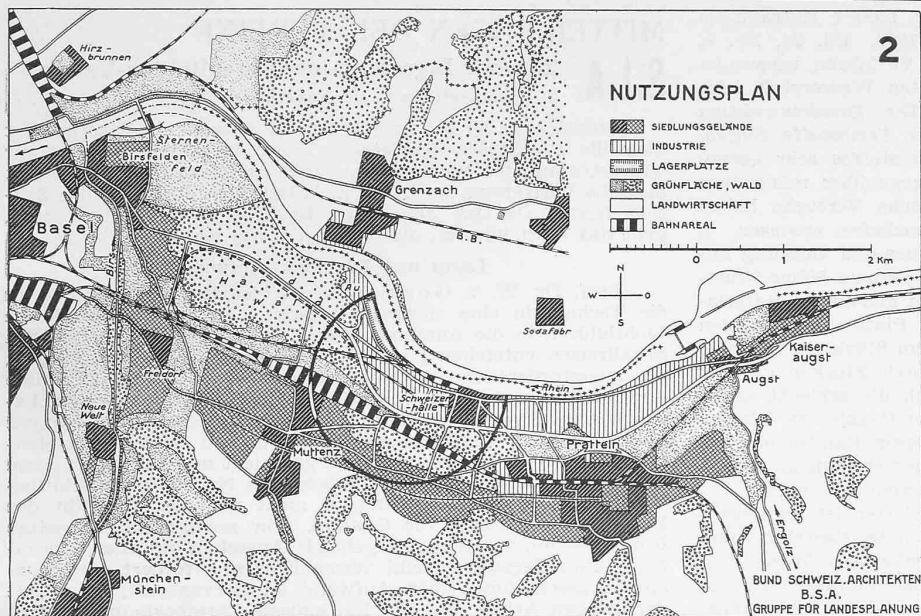 2
NUTZUNGSPLAN
SIEDLUNGSGELÄNDE
INDUSTRIE
LAGERPLÄTZE
GRÜNFLÄCHE, WALD
LANDWIRTSCHAFT
BAHNAREAL
0 2 Km
N
W O
S
Hirz-
brunnen
Sternen-
feld
Birsfelden
Grenzach
B.B.
Basel
Birs
Hard
Au
Sodafabr.
Kaiser-
augst
Augst
Rhein
Freidorf
Schweizer-
halle
Neue
Welt
Muttenz
Pratteln
Ergolz
München-
stein
BUND SCHWEIZ. ARCHITEKTEN
B.S.A.
GRUPPE FÜR LANDESPLANUNG